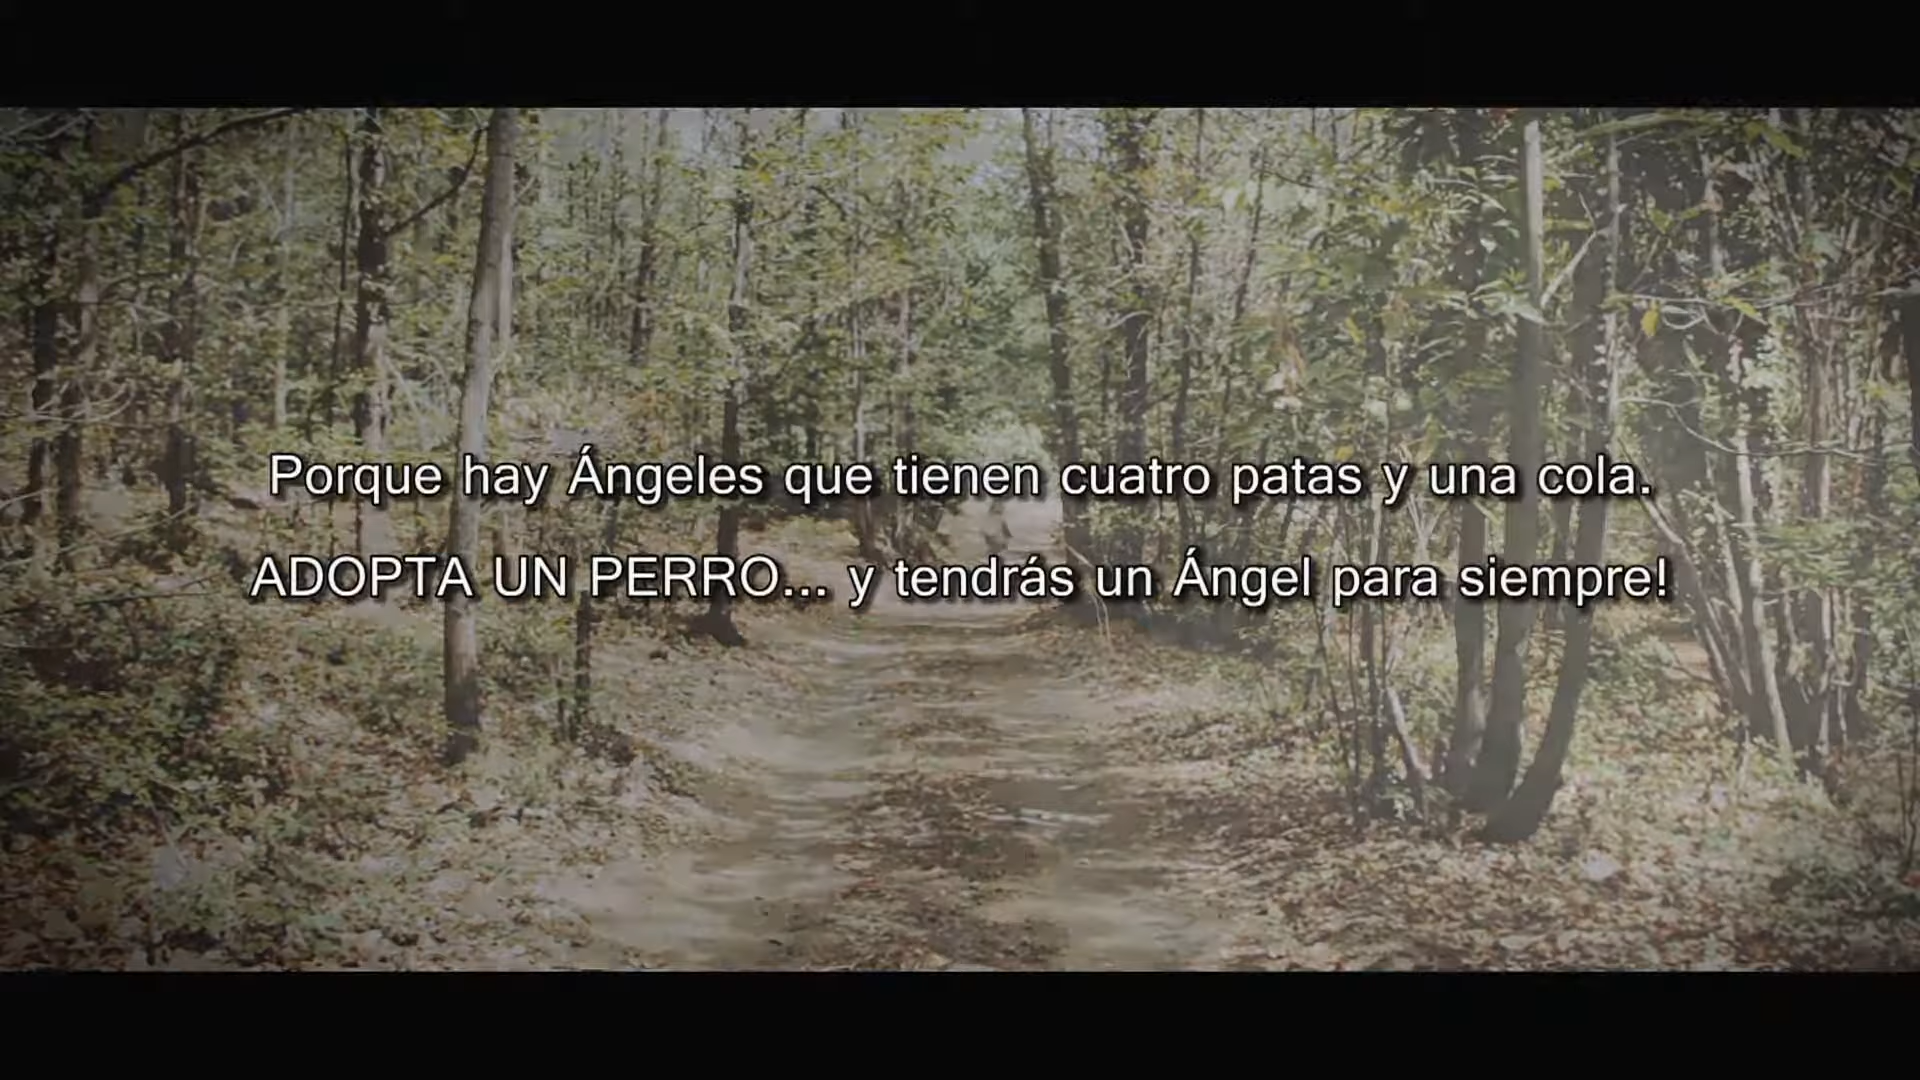 Porque hay Ángeles que tienen cuatro patas y una cola.
ADOPTA UN PERRO... y tendrás un Ángel para siempre!